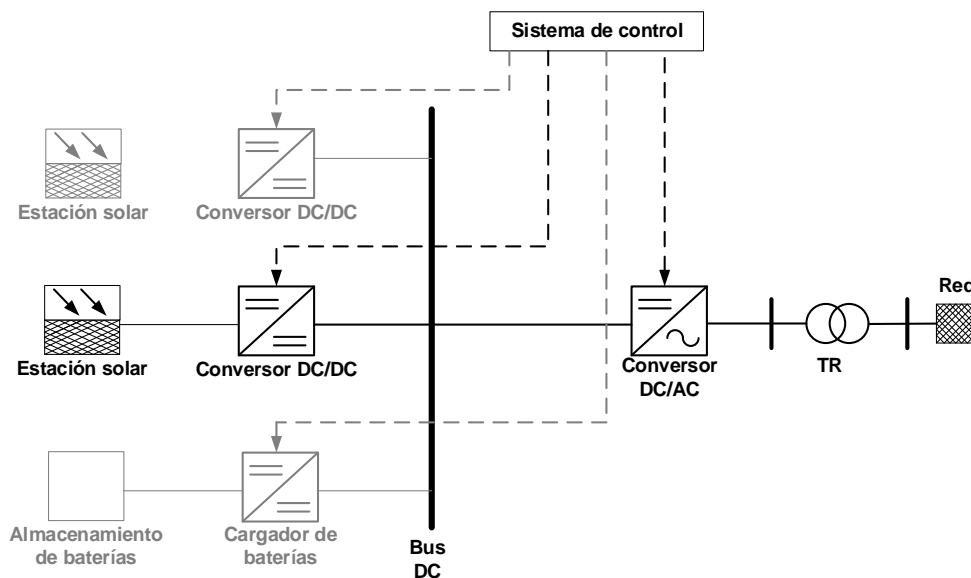 Sistema de control
Estación solar
Conversor DC/DC
Estación solar
Conversor DC/DC
Conversor
DC/AC
TR
Red
Almacenamiento
de baterías
Cargador de
baterías
Bus
DC